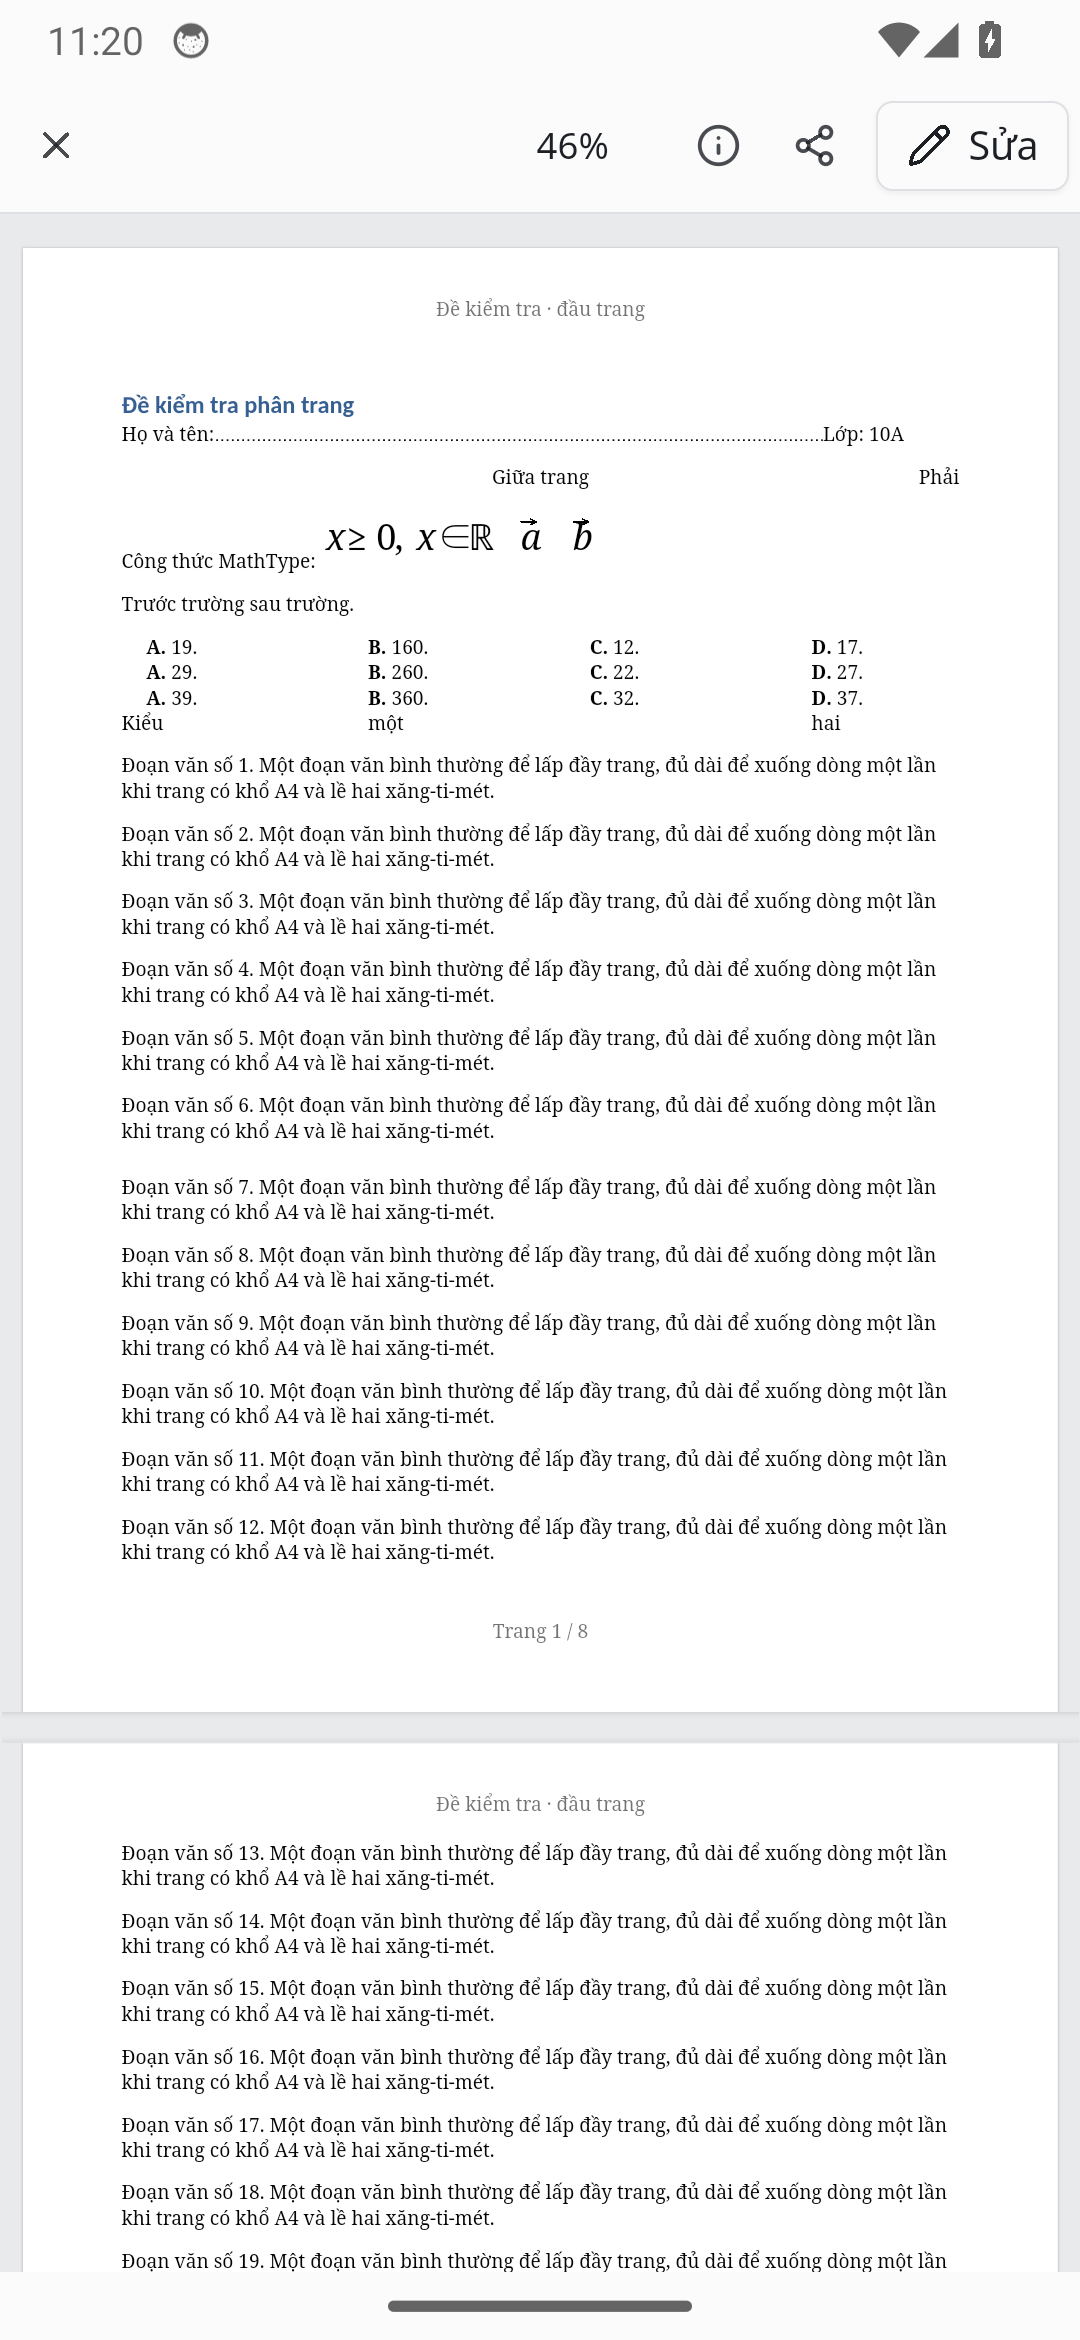 11:20
46%
Sửa
Đề kiểm tra · đầu trang
Đề kiểm tra phân trang
Họ và tên:........................................................................................................................Lớp: 10A
Giữa trang Phải
Công thức MathType: x≥ 0, x∈ℝ a⃗ b⃗
Trước trường sau trường.
A. 19. B. 160. C. 12. D. 17.
A. 29. B. 260. C. 22. D. 27.
A. 39. B. 360. C. 32. D. 37.
Kiểu một hai
Đoạn văn số 1. Một đoạn văn bình thường để lấp đầy trang, đủ dài để xuống dòng một lần
khi trang có khổ A4 và lề hai xăng-ti-mét.
Đoạn văn số 2. Một đoạn văn bình thường để lấp đầy trang, đủ dài để xuống dòng một lần
khi trang có khổ A4 và lề hai xăng-ti-mét.
Đoạn văn số 3. Một đoạn văn bình thường để lấp đầy trang, đủ dài để xuống dòng một lần
khi trang có khổ A4 và lề hai xăng-ti-mét.
Đoạn văn số 4. Một đoạn văn bình thường để lấp đầy trang, đủ dài để xuống dòng một lần
khi trang có khổ A4 và lề hai xăng-ti-mét.
Đoạn văn số 5. Một đoạn văn bình thường để lấp đầy trang, đủ dài để xuống dòng một lần
khi trang có khổ A4 và lề hai xăng-ti-mét.
Đoạn văn số 6. Một đoạn văn bình thường để lấp đầy trang, đủ dài để xuống dòng một lần
khi trang có khổ A4 và lề hai xăng-ti-mét.
Đoạn văn số 7. Một đoạn văn bình thường để lấp đầy trang, đủ dài để xuống dòng một lần
khi trang có khổ A4 và lề hai xăng-ti-mét.
Đoạn văn số 8. Một đoạn văn bình thường để lấp đầy trang, đủ dài để xuống dòng một lần
khi trang có khổ A4 và lề hai xăng-ti-mét.
Đoạn văn số 9. Một đoạn văn bình thường để lấp đầy trang, đủ dài để xuống dòng một lần
khi trang có khổ A4 và lề hai xăng-ti-mét.
Đoạn văn số 10. Một đoạn văn bình thường để lấp đầy trang, đủ dài để xuống dòng một lần
khi trang có khổ A4 và lề hai xăng-ti-mét.
Đoạn văn số 11. Một đoạn văn bình thường để lấp đầy trang, đủ dài để xuống dòng một lần
khi trang có khổ A4 và lề hai xăng-ti-mét.
Đoạn văn số 12. Một đoạn văn bình thường để lấp đầy trang, đủ dài để xuống dòng một lần
khi trang có khổ A4 và lề hai xăng-ti-mét.
Trang 1 / 8
Đề kiểm tra · đầu trang
Đoạn văn số 13. Một đoạn văn bình thường để lấp đầy trang, đủ dài để xuống dòng một lần
khi trang có khổ A4 và lề hai xăng-ti-mét.
Đoạn văn số 14. Một đoạn văn bình thường để lấp đầy trang, đủ dài để xuống dòng một lần
khi trang có khổ A4 và lề hai xăng-ti-mét.
Đoạn văn số 15. Một đoạn văn bình thường để lấp đầy trang, đủ dài để xuống dòng một lần
khi trang có khổ A4 và lề hai xăng-ti-mét.
Đoạn văn số 16. Một đoạn văn bình thường để lấp đầy trang, đủ dài để xuống dòng một lần
khi trang có khổ A4 và lề hai xăng-ti-mét.
Đoạn văn số 17. Một đoạn văn bình thường để lấp đầy trang, đủ dài để xuống dòng một lần
khi trang có khổ A4 và lề hai xăng-ti-mét.
Đoạn văn số 18. Một đoạn văn bình thường để lấp đầy trang, đủ dài để xuống dòng một lần
khi trang có khổ A4 và lề hai xăng-ti-mét.
Đoạn văn số 19. Một đoạn văn bình thường để lấp đầy trang, đủ dài để xuống dòng một lần